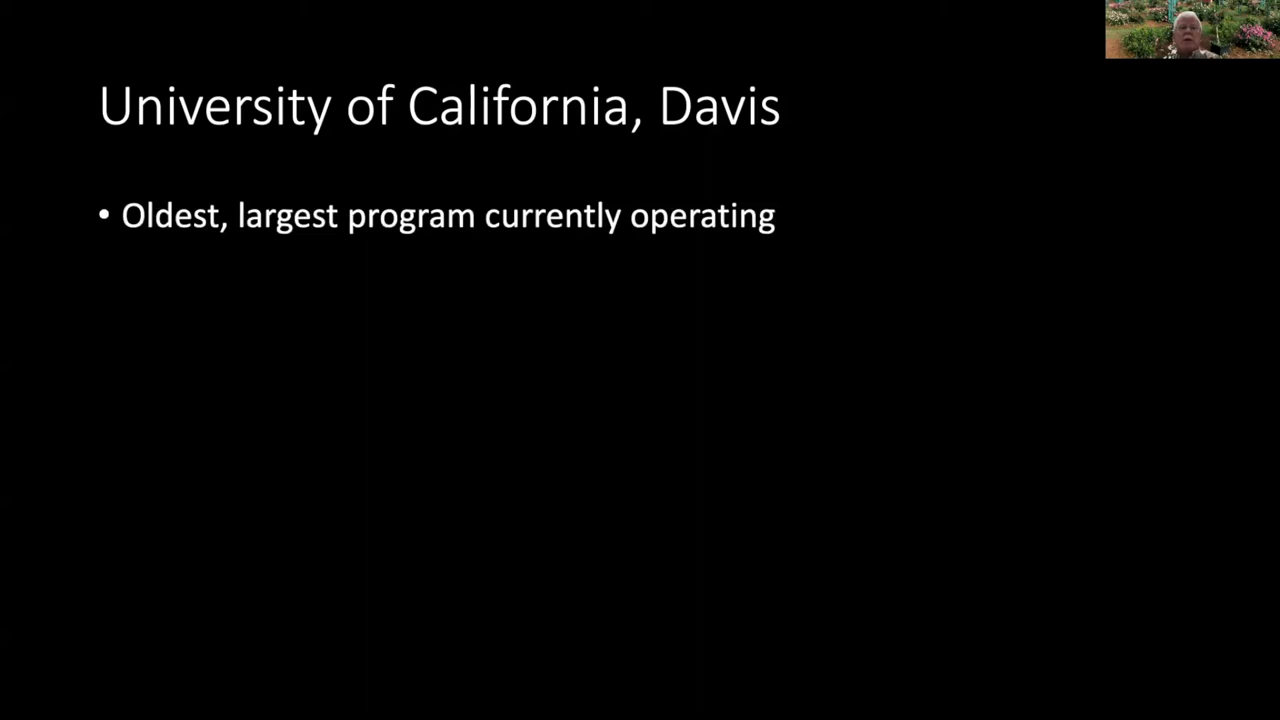 University of California, Davis
• Oldest, largest program currently operating